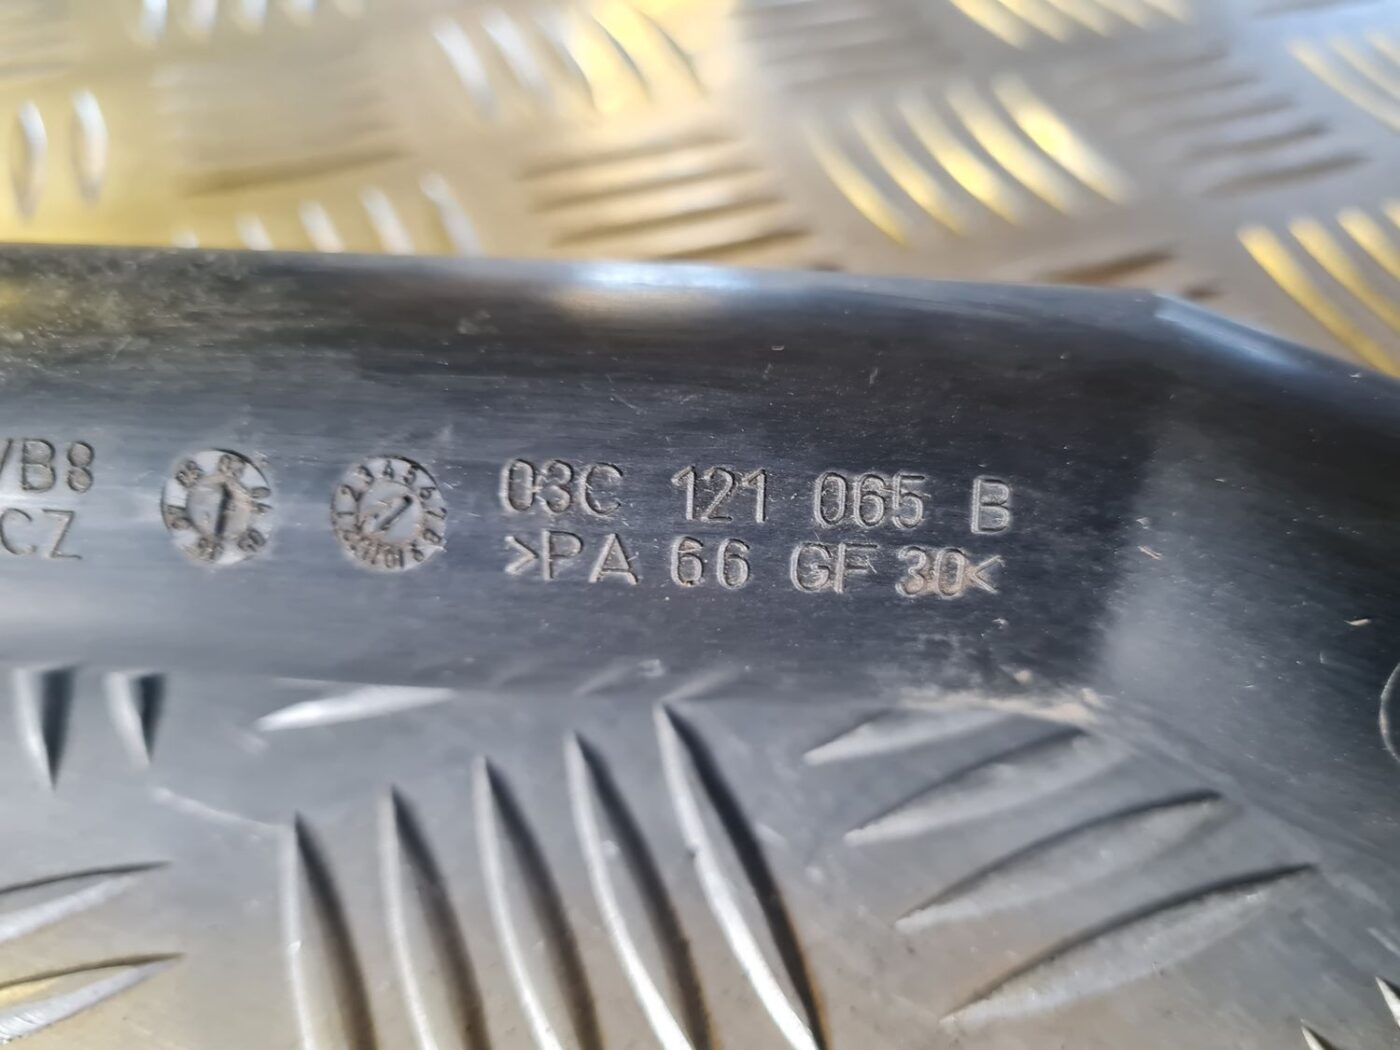 /B8
CZ
03C 121 065 B
>PA 66 GF 30<